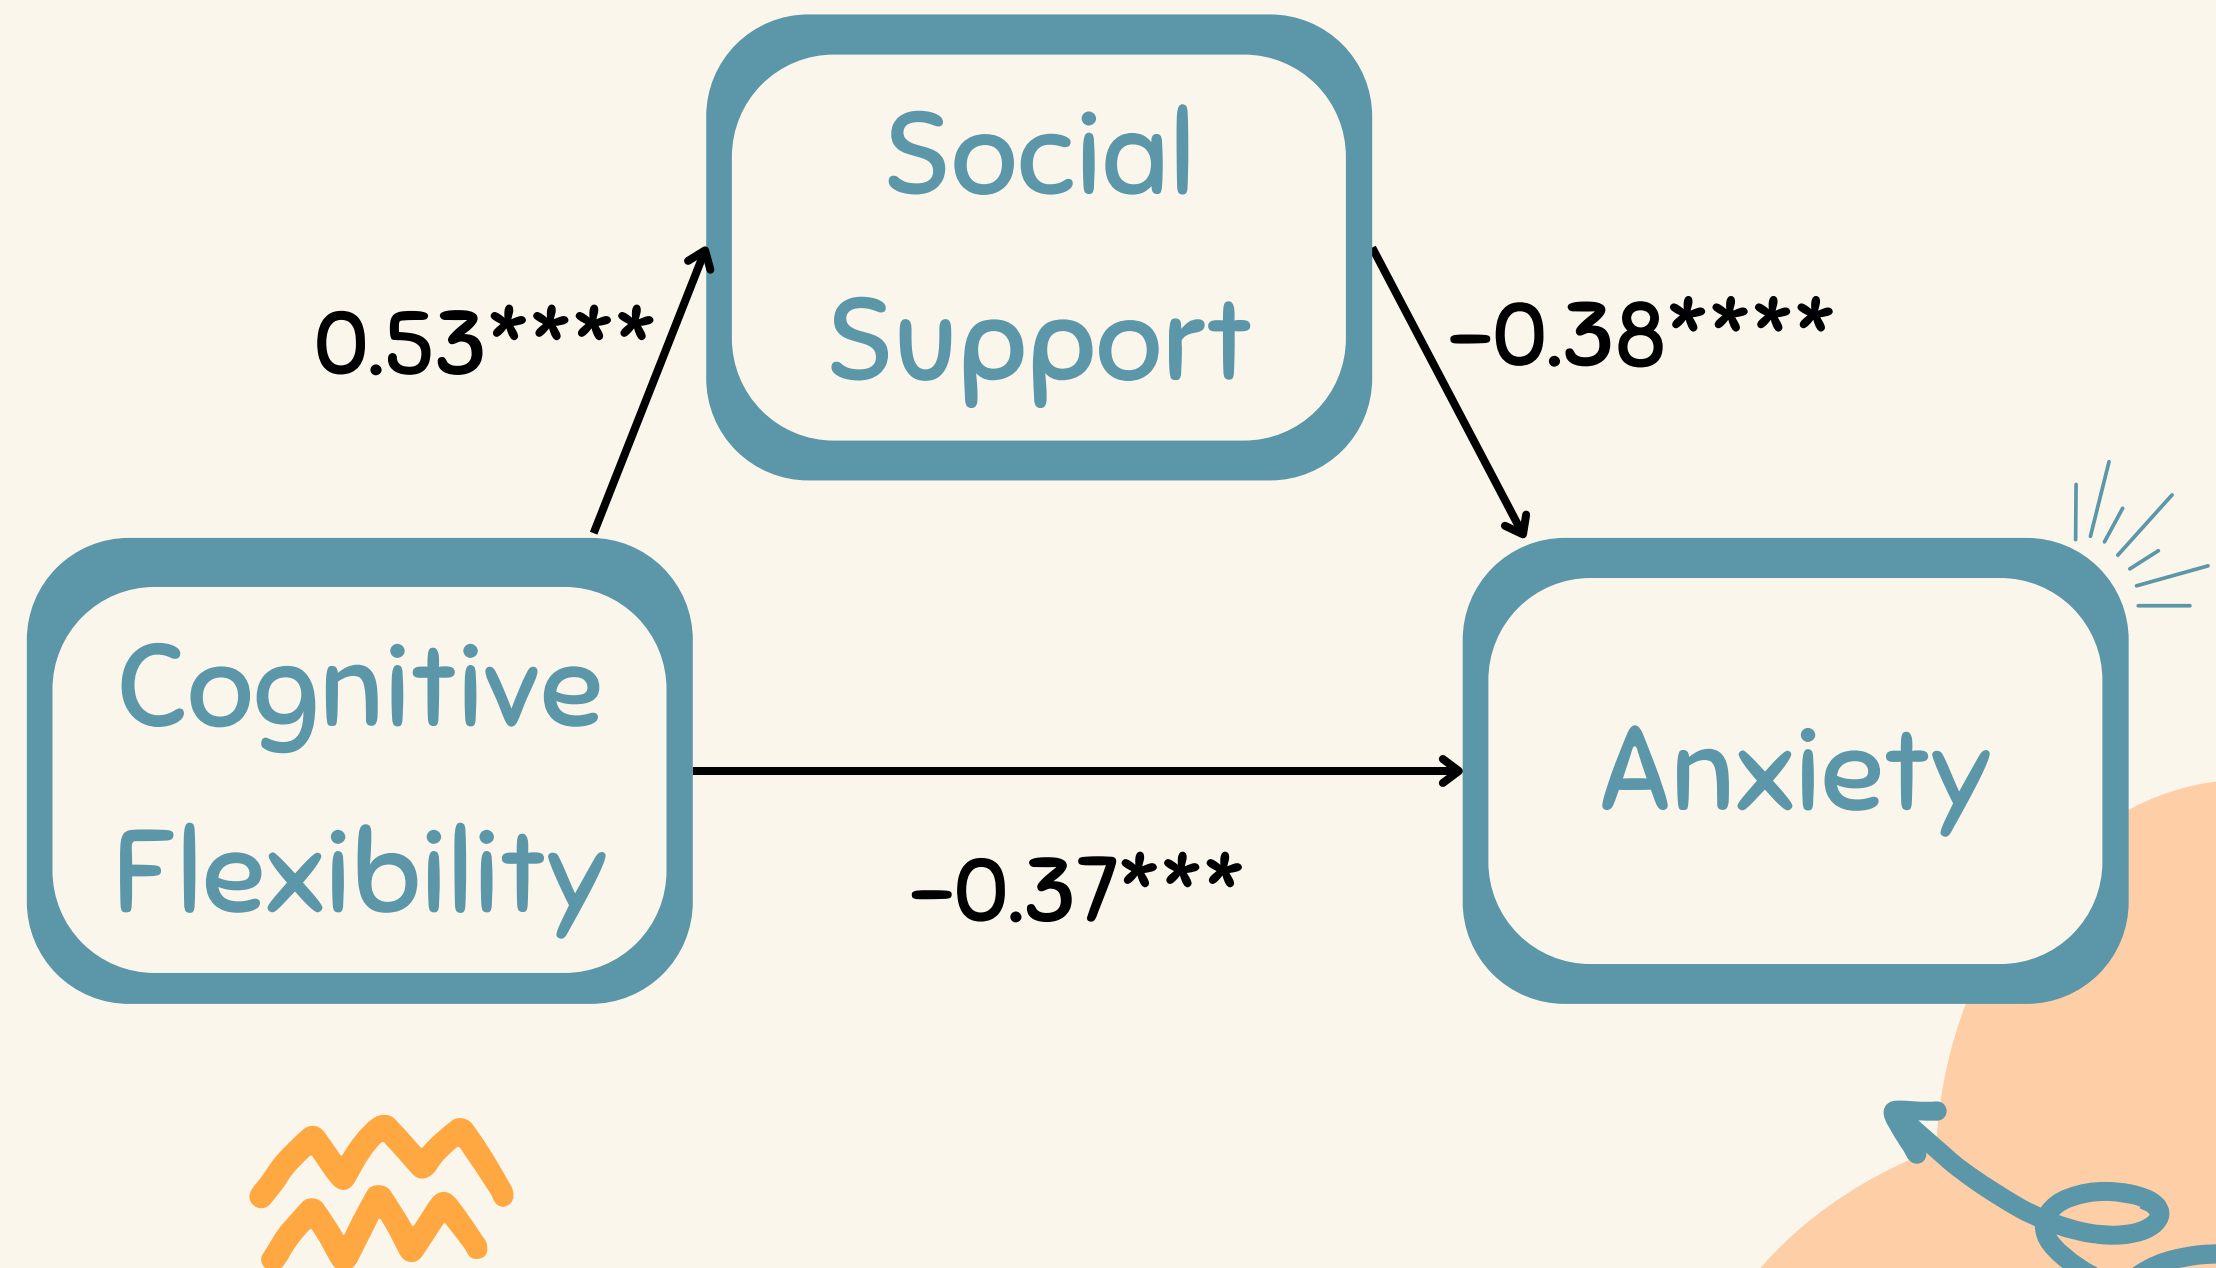 Social
Support
0.53****
-0.38****
Cognitive
Flexibility
Anxiety
-0.37***